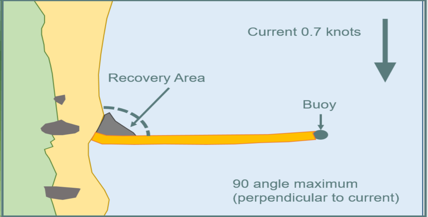 Current 0.7 knots
Recovery Area
Buoy
90 angle maximum
(perpendicular to current)